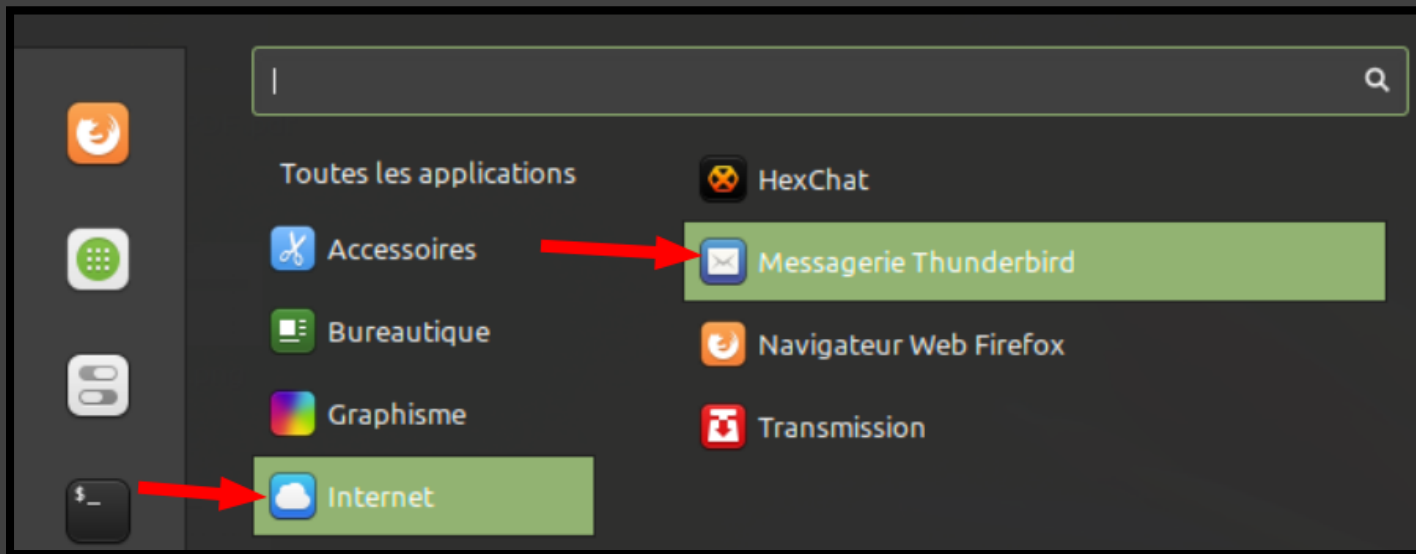 Toutes les applications
Accessoires
Bureautique
Graphisme
Internet
HexChat
Messagerie Thunderbird
Navigateur Web Firefox
Transmission
$_